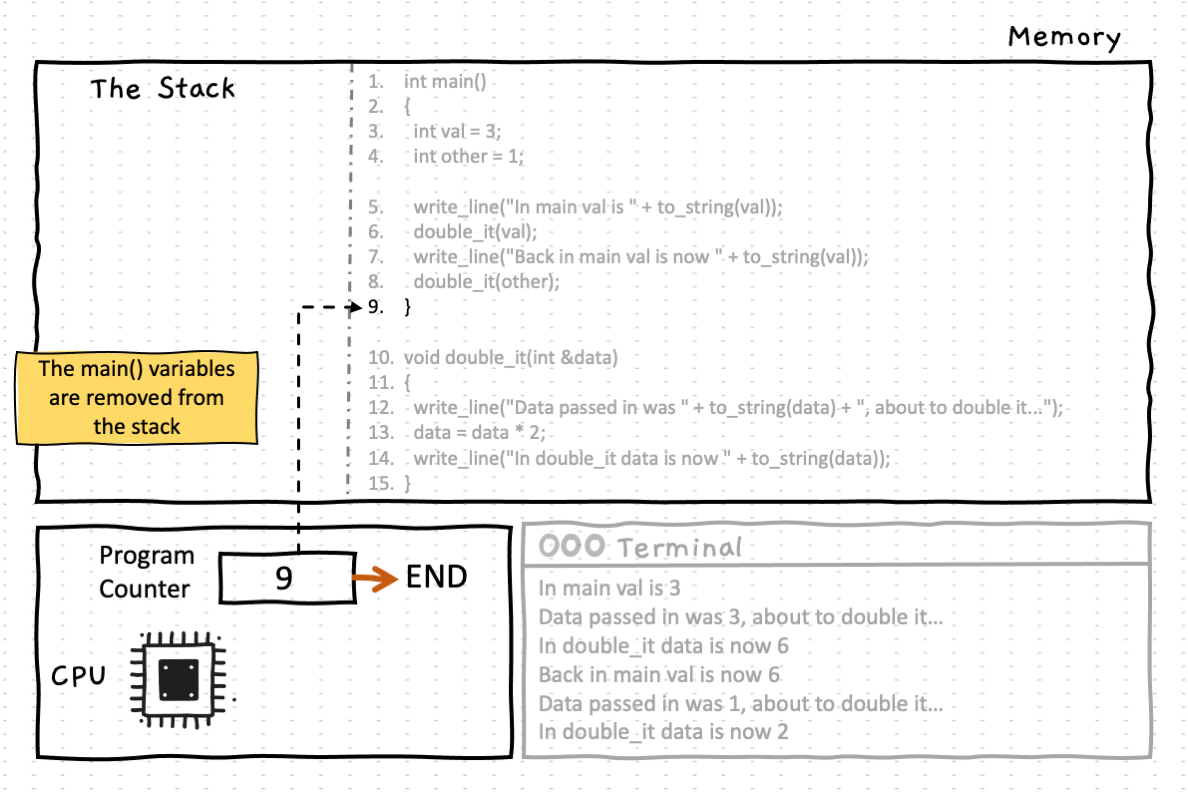 Memory
The Stack
1. int main()
2. {
3. int val = 3;
4. int other = 1;
5. write_line("In main val is " + to_string(val));
6. double_it(val);
7. write_line("Back in main val is now " + to_string(val));
8. double_it(other);
9. }
10. void double_it(int &data)
11. {
12. write_line("Data passed in was " + to_string(data) + ", about to double it...");
13. data = data * 2;
14. write_line("In double_it data is now " + to_string(data));
15. }
The main() variables
are removed from
the stack
Program
Counter
9
END
CPU
Terminal
In main val is 3
Data passed in was 3, about to double it...
In double_it data is now 6
Back in main val is now 6
Data passed in was 1, about to double it...
In double_it data is now 2